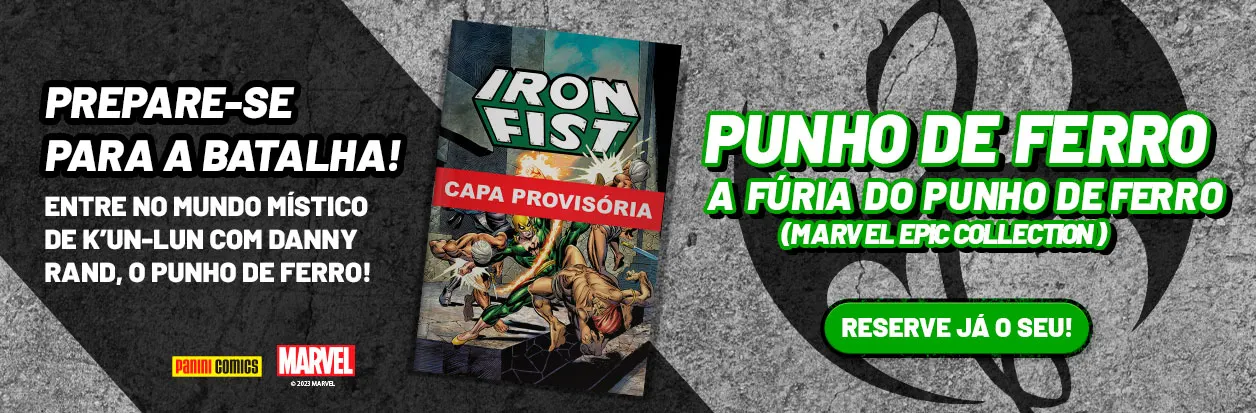 PREPARE-SE
PARA A BATALHA!
ENTRE NO MUNDO MÍSTICO
DE K'UN-LUN COM DANNY
RAND, O PUNHO DE FERRO!
PANINI COMICS
MARVEL
© 2023 MARVEL
IRON
FIST
CAPA PROVISÓRIA
PUNHO DE FERRO
A FÚRIA DO PUNHO DE FERRO
(MARVEL EPIC COLLECTION)
RESERVE JÁ O SEU!